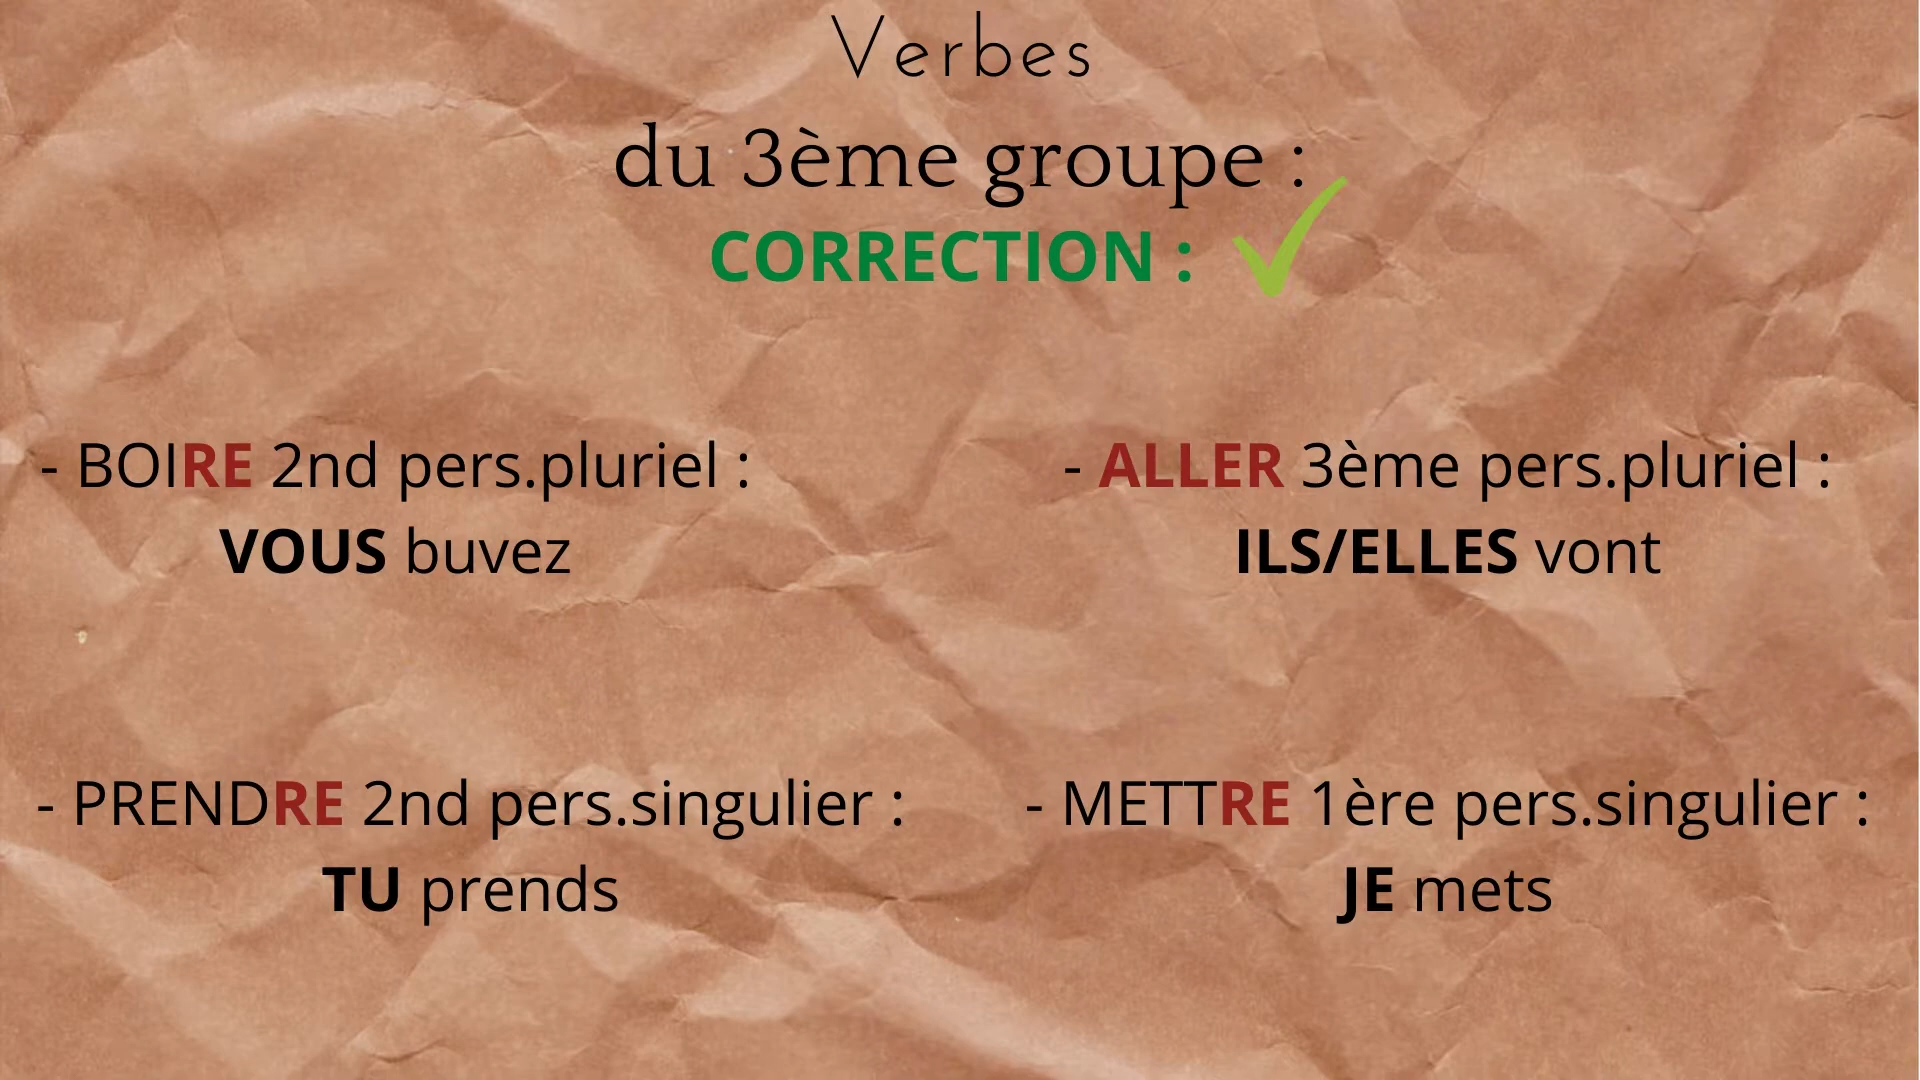 Verbes
du 3ème groupe :
CORRECTION :
- BOIRE 2nd pers.pluriel :
VOUS buvez
- ALLER 3ème pers.pluriel :
ILS/ELLES vont
- PRENDRE 2nd pers.singulier :
TU prends
- METTRE 1ère pers.singulier :
JE mets